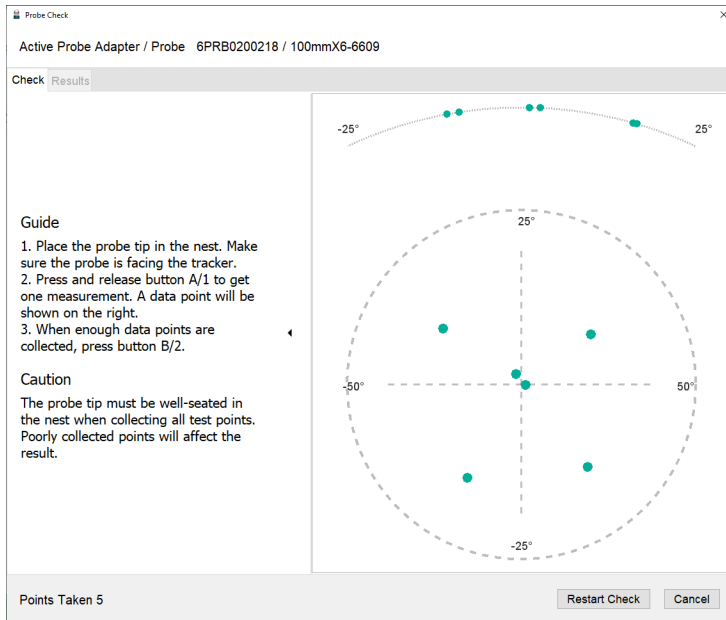 Probe Check
Active Probe Adapter / Probe 6PRB0200218 / 100mmX6-6609
Check Results
-25° 25°
25°
-50° 50°
-25°
Guide
1. Place the probe tip in the nest. Make
sure the probe is facing the tracker.
2. Press and release button A/1 to get
one measurement. A data point will be
shown on the right.
3. When enough data points are
collected, press button B/2.
Caution
The probe tip must be well-seated in
the nest when collecting all test points.
Poorly collected points will affect the
result.
Points Taken 5
Restart Check Cancel